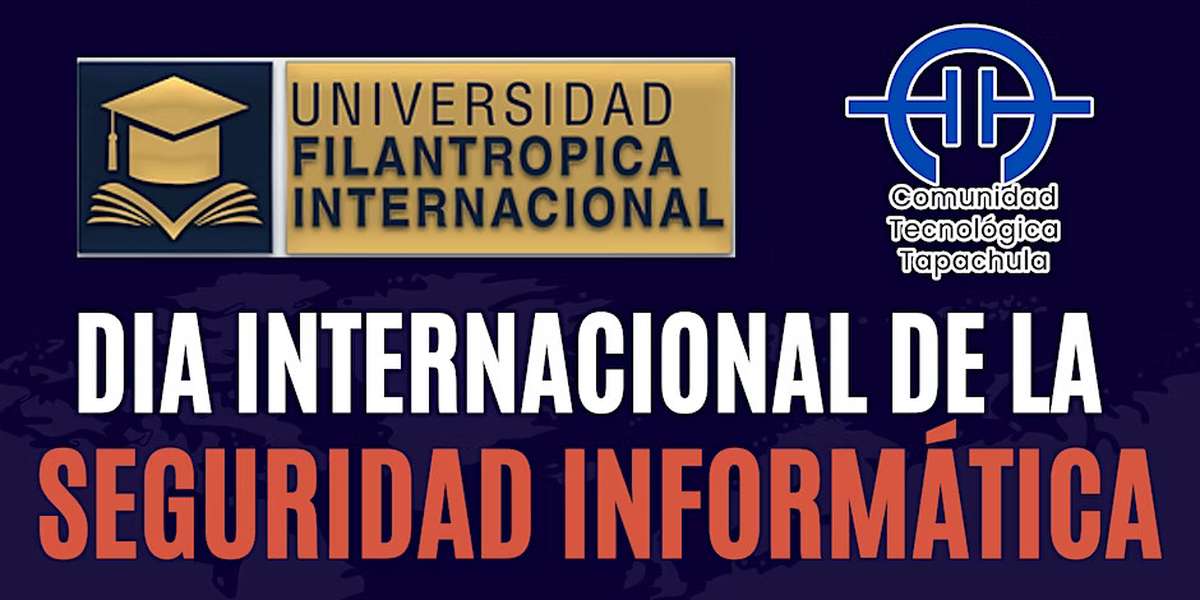 UNIVERSIDAD
FILANTROPICA
INTERNACIONAL
Comunidad
Tecnológica
Tapachula
DIA INTERNACIONAL DE LA
SEGURIDAD INFORMÁTICA